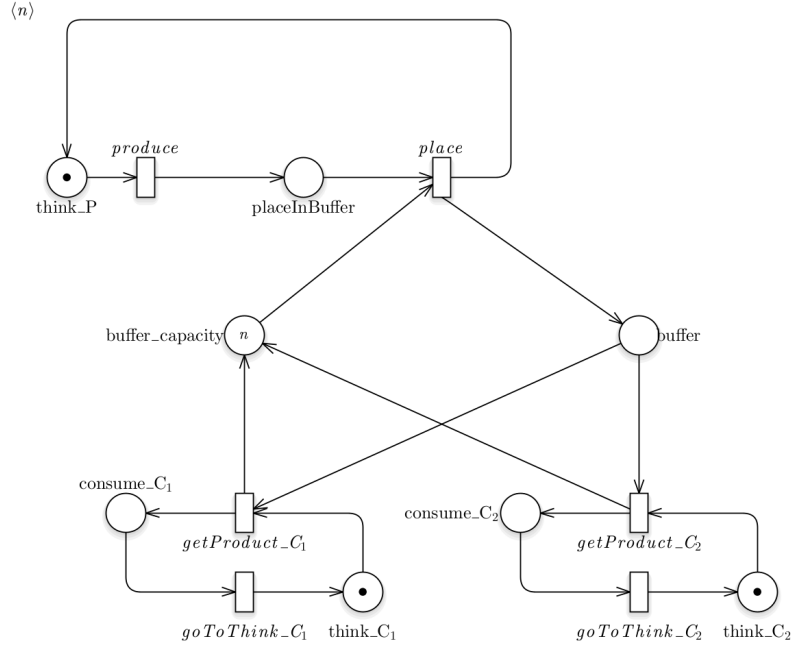 ⟨n⟩
produce
place
think_P
placeInBuffer
buffer_capacity
n
buffer
consume_C₁
consume_C₂
getProduct_C₁
getProduct_C₂
goToThink_C₁
think_C₁
goToThink_C₂
think_C₂